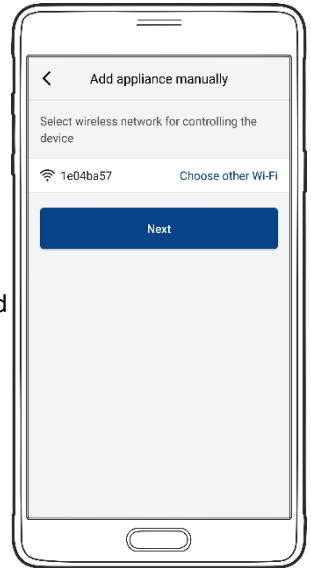 Add appliance manually
Select wireless network for controlling the
device
1e04ba57 Choose other Wi-Fi
Next
d